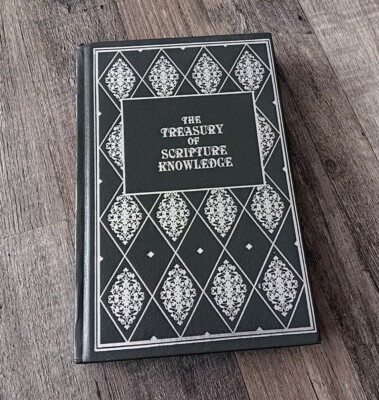 THE
TREASURY
OF
SCRIPTURE
KNOWLEDGE